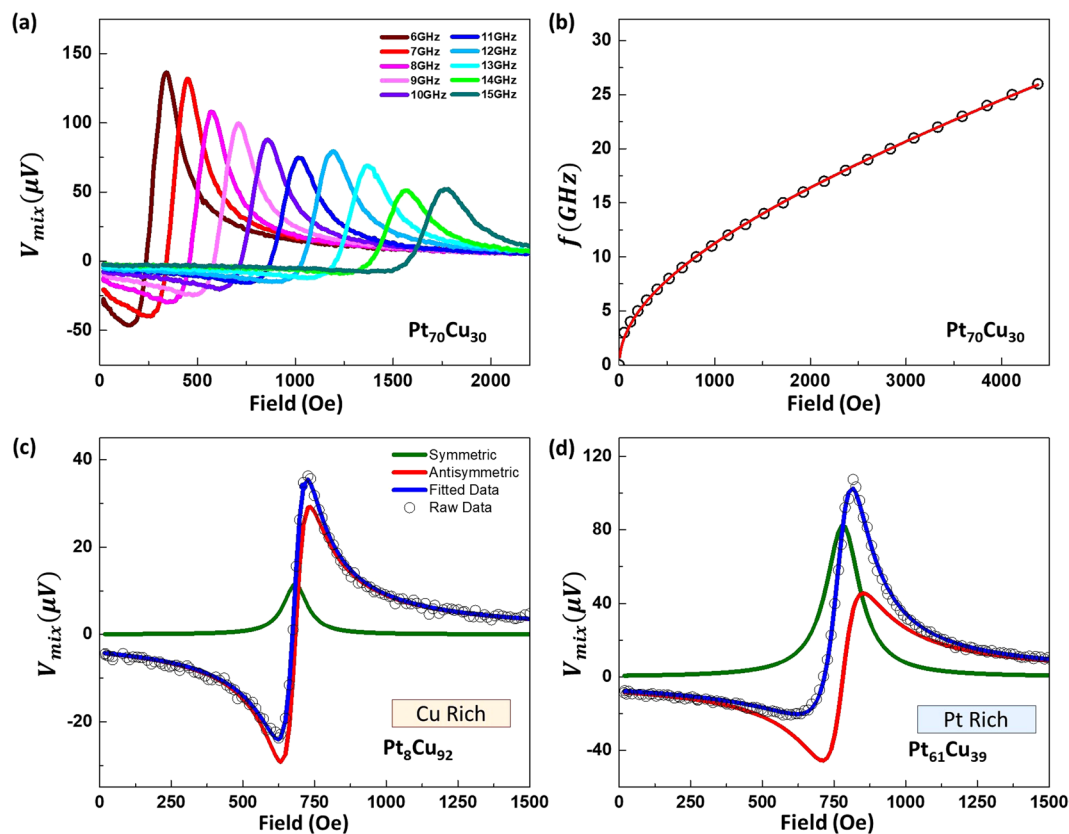 (a)
150
100
50
0
-50
V_mix (μV)
6GHz
7GHz
8GHz
9GHz
10GHz
11GHz
12GHz
13GHz
14GHz
15GHz
Pt70Cu30
0 500 1000 1500 2000
Field (Oe)
(b)
30
25
20
15
10
5
0
f (GHz)
Pt70Cu30
0 1000 2000 3000 4000
Field (Oe)
(c)
40
20
0
-20
V_mix (μV)
Symmetric
Antisymmetric
Fitted Data
Raw Data
Cu Rich
Pt8Cu92
0 250 500 750 1000 1250 1500
Field (Oe)
(d)
120
80
40
0
-40
V_mix (μV)
Pt Rich
Pt61Cu39
0 250 500 750 1000 1250 1500
Field (Oe)